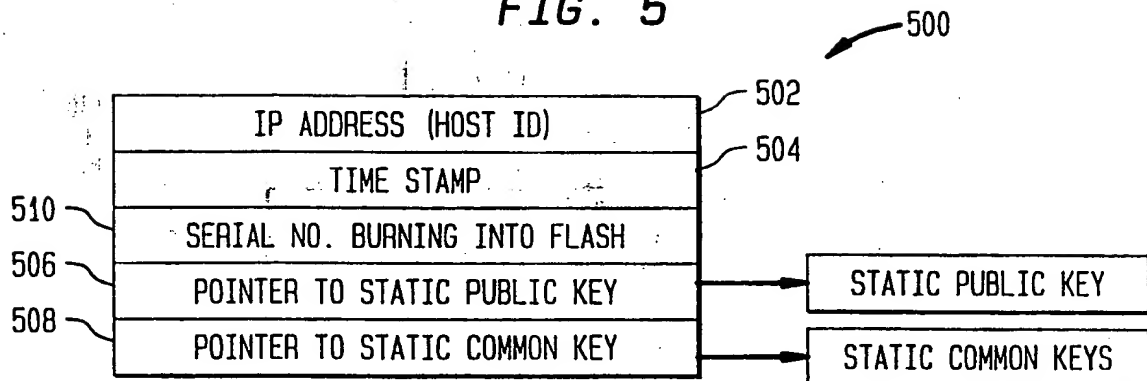 FIG. 5
500
IP ADDRESS (HOST ID)
502
TIME STAMP
504
510
SERIAL NO. BURNING INTO FLASH
506
POINTER TO STATIC PUBLIC KEY
STATIC PUBLIC KEY
508
POINTER TO STATIC COMMON KEY
STATIC COMMON KEYS